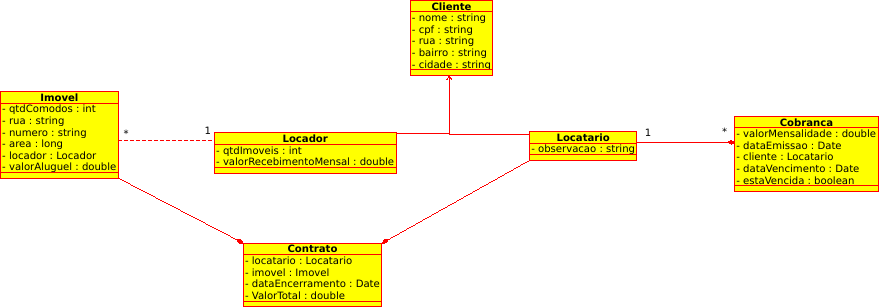 Cliente
- nome : string
- cpf : string
- rua : string
- bairro : string
- cidade : string
Imovel
- qtdComodos : int
- rua : string
- numero : string
- area : long
- locador : Locador
- valorAluguel : double
*
1
Locador
- qtdImoveis : int
- valorRecebimentoMensal : double
Locatario
- observacao : string
1
*
Cobranca
- valorMensalidade : double
- dataEmissao : Date
- cliente : Locatario
- dataVencimento : Date
- estaVencida : boolean
Contrato
- locatario : Locatario
- imovel : Imovel
- dataEncerramento : Date
- ValorTotal : double